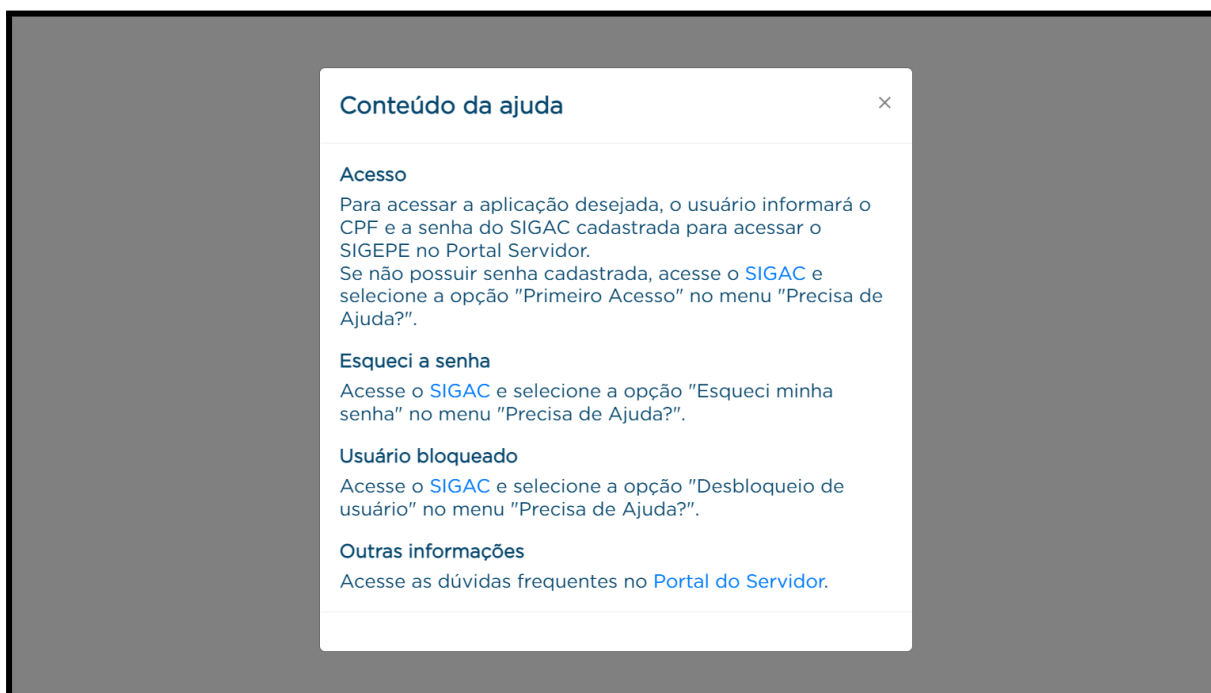 Conteúdo da ajuda
×
Acesso
Para acessar a aplicação desejada, o usuário informará o
CPF e a senha do SIGAC cadastrada para acessar o
SIGEPE no Portal Servidor.
Se não possuir senha cadastrada, acesse o SIGAC e
selecione a opção "Primeiro Acesso" no menu "Precisa de
Ajuda?".
Esqueci a senha
Acesse o SIGAC e selecione a opção "Esqueci minha
senha" no menu "Precisa de Ajuda?".
Usuário bloqueado
Acesse o SIGAC e selecione a opção "Desbloqueio de
usuário" no menu "Precisa de Ajuda?".
Outras informações
Acesse as dúvidas frequentes no Portal do Servidor.